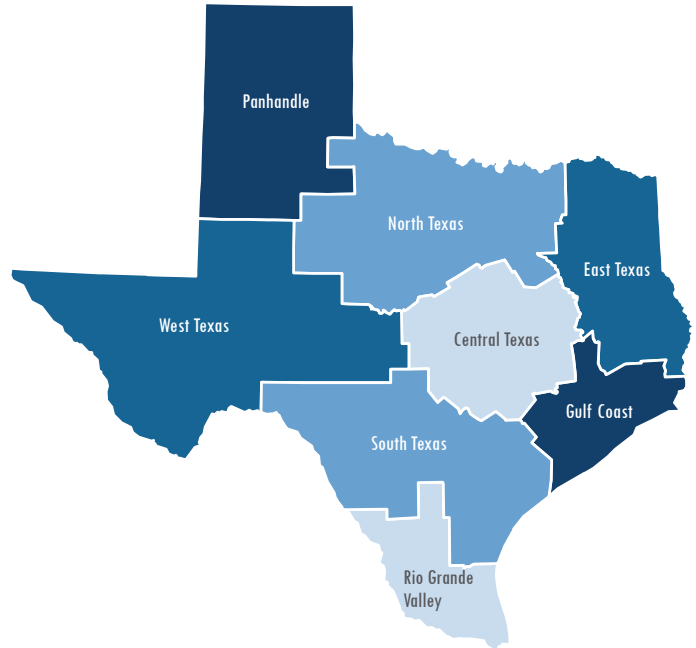 Panhandle
North Texas
East Texas
West Texas
Central Texas
Gulf Coast
South Texas
Rio Grande
Valley